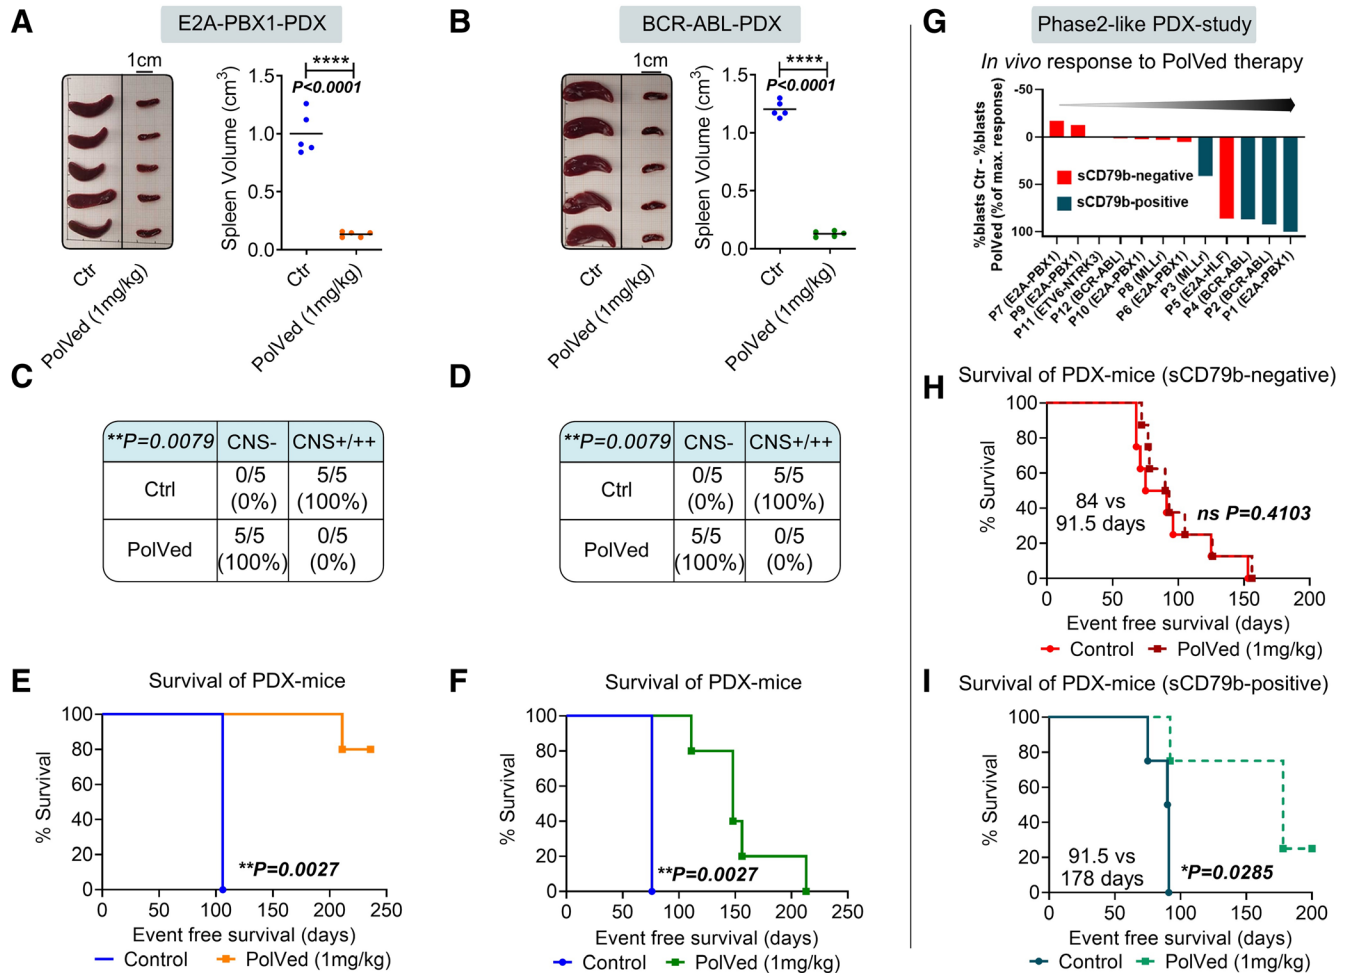 A
E2A-PBX1-PDX
1cm
Ctr
PolVed (1mg/kg)
Spleen Volume (cm3)
1.5
1.0
0.5
0.0
****
P<0.0001
Ctr
PolVed (1mg/kg)
B
BCR-ABL-PDX
1cm
Ctr
PolVed (1mg/kg)
Spleen Volume (cm3)
1.5
1.0
0.5
0.0
****
P<0.0001
Ctr
PolVed (1mg/kg)
C
**P=0.0079 CNS- CNS+/++
Ctrl 0/5 (0%) 5/5 (100%)
PolVed 5/5 (100%) 0/5 (0%)
D
**P=0.0079 CNS- CNS+/++
Ctrl 0/5 (0%) 5/5 (100%)
PolVed 5/5 (100%) 0/5 (0%)
E
Survival of PDX-mice
% Survival
100
80
60
40
20
0
**P=0.0027
0 50 100 150 200 250
Event free survival (days)
Control PolVed (1mg/kg)
F
Survival of PDX-mice
% Survival
100
80
60
40
20
0
**P=0.0027
0 50 100 150 200 250
Event free survival (days)
Control PolVed (1mg/kg)
G
Phase2-like PDX-study
In vivo response to PolVed therapy
%blasts Ctr - %blasts
PolVed (% of max. response)
-50
0
50
100
sCD79b-negative
sCD79b-positive
P7 (E2A-PBX1)
P9 (E2A-PBX1)
P11 (ETV6-NTRK3)
P12 (BCR-ABL)
P10 (E2A-PBX1)
P8 (MLLr)
P6 (E2A-PBX1)
P3 (MLLr)
P5 (E2A-HLF)
P4 (BCR-ABL)
P2 (BCR-ABL)
P1 (E2A-PBX1)
H
Survival of PDX-mice (sCD79b-negative)
% Survival
100
80
60
40
20
0
84 vs
91.5 days
ns P=0.4103
0 50 100 150 200
Event free survival (days)
Control PolVed (1mg/kg)
I
Survival of PDX-mice (sCD79b-positive)
% Survival
100
80
60
40
20
0
91.5 vs
178 days
*P=0.0285
0 50 100 150 200
Event free survival (days)
Control PolVed (1mg/kg)